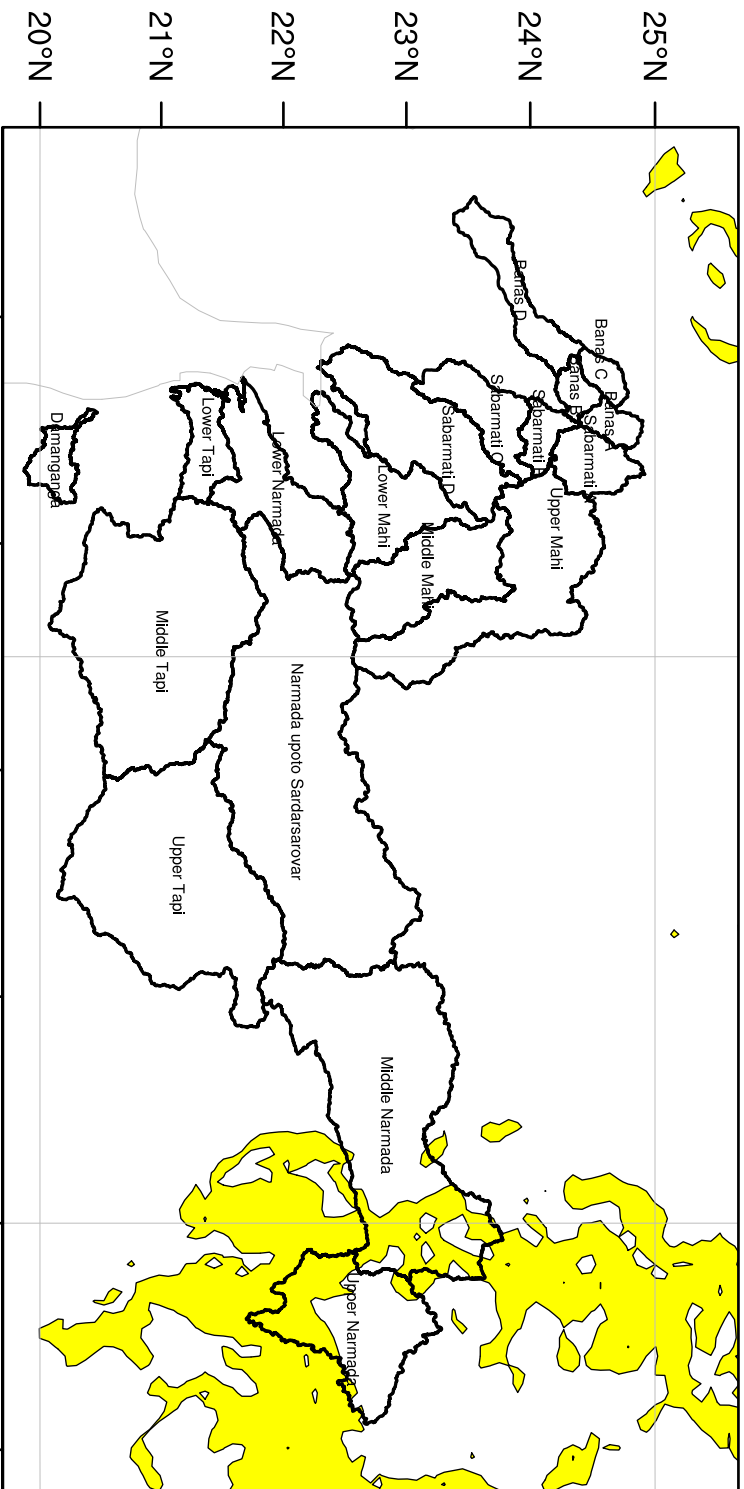 25°N
24°N
23°N
22°N
21°N
20°N
Banas D
Banas C
Banas B
Banas A
Sabarmati
Sabarmati B
Sabarmati C
Sabarmati D
Upper Mahi
Middle Mahi
Lower Mahi
Lower Narmada
Lower Tapi
Damanganga
Middle Tapi
Narmada upoto Sardarsarovar
Upper Tapi
Middle Narmada
Upper Narmada